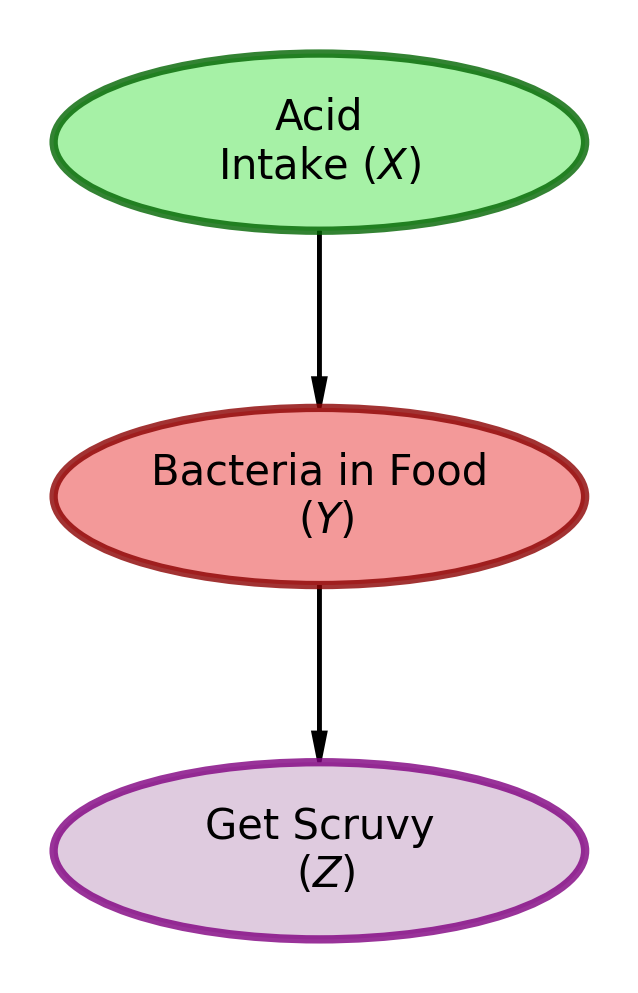 Acid
Intake (X)
Bacteria in Food
(Y)
Get Scruvy
(Z)